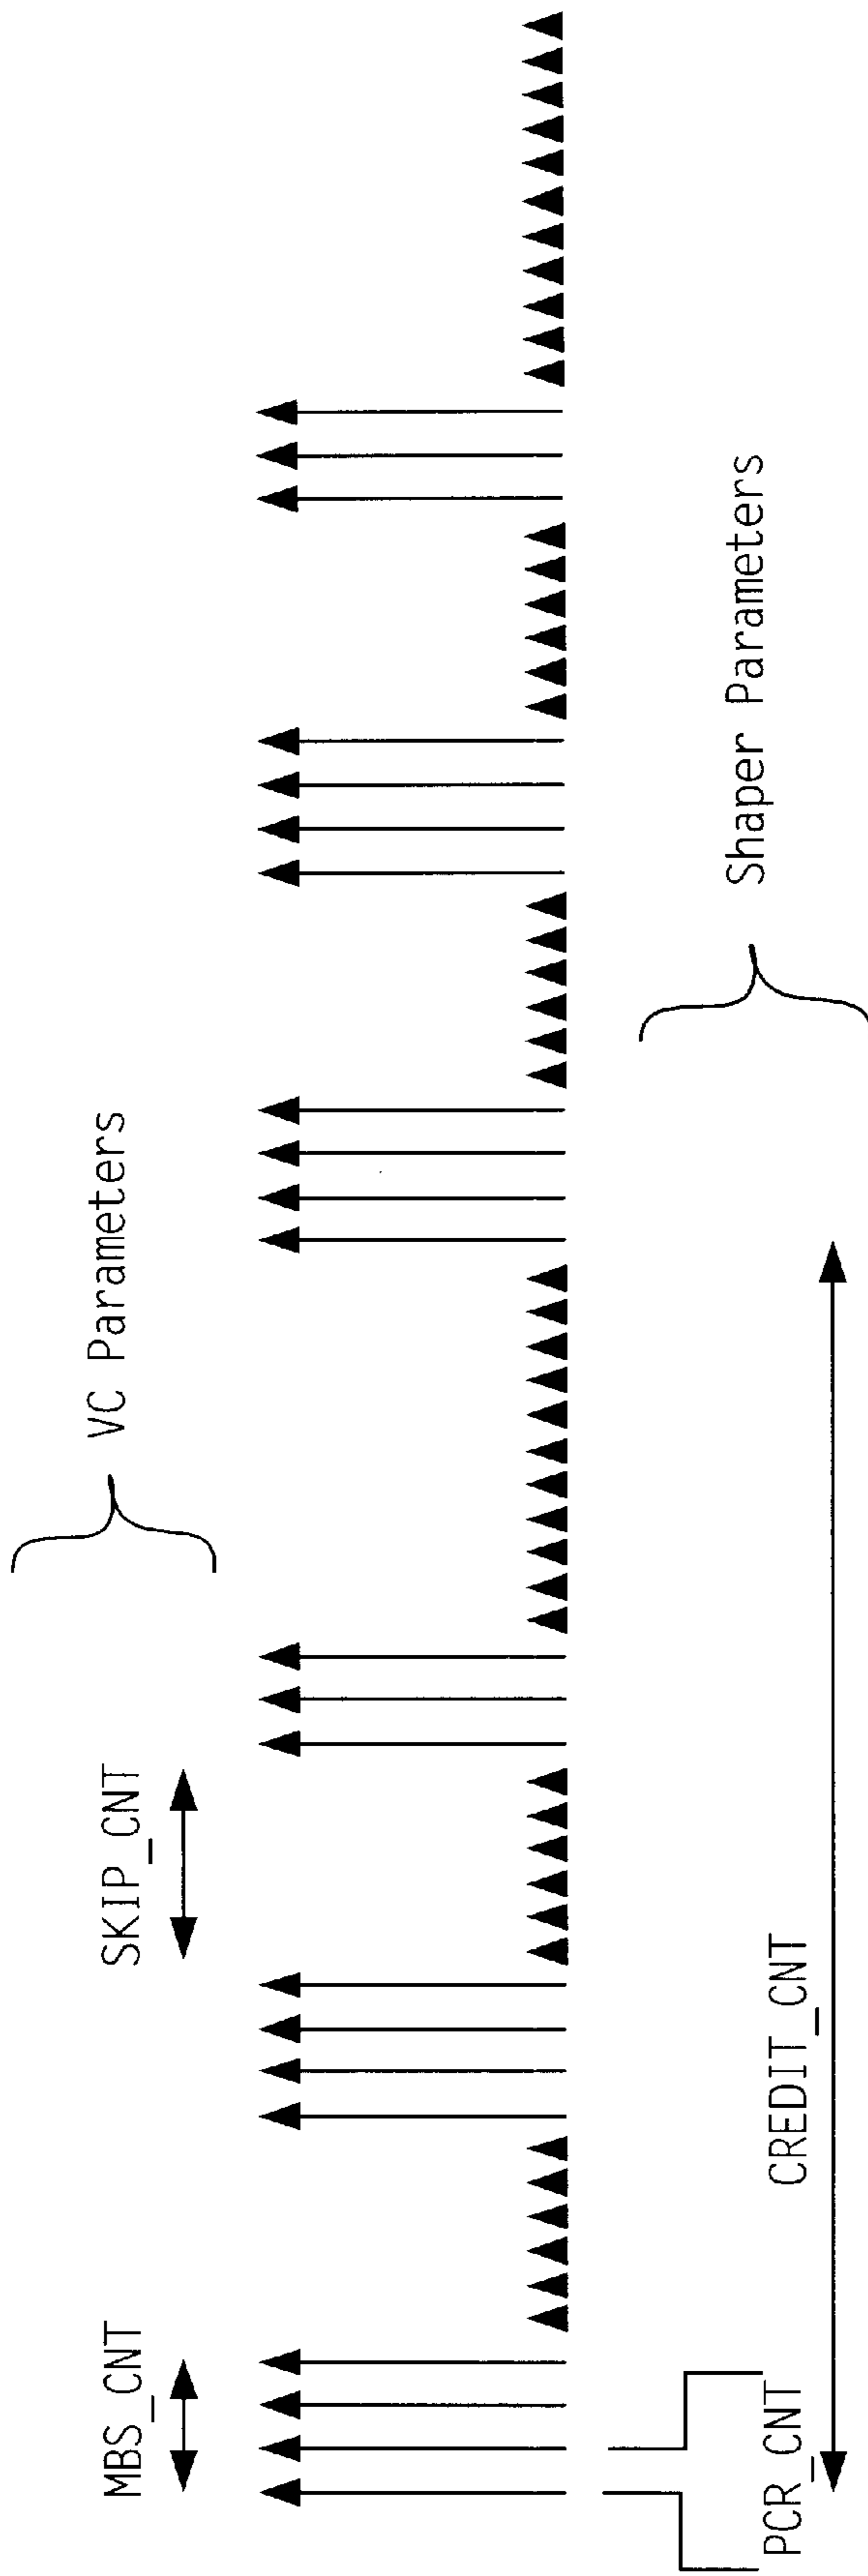 MBS_CNT
SKIP_CNT
VC Parameters
PCR_CNT
CREDIT_CNT
Shaper Parameters